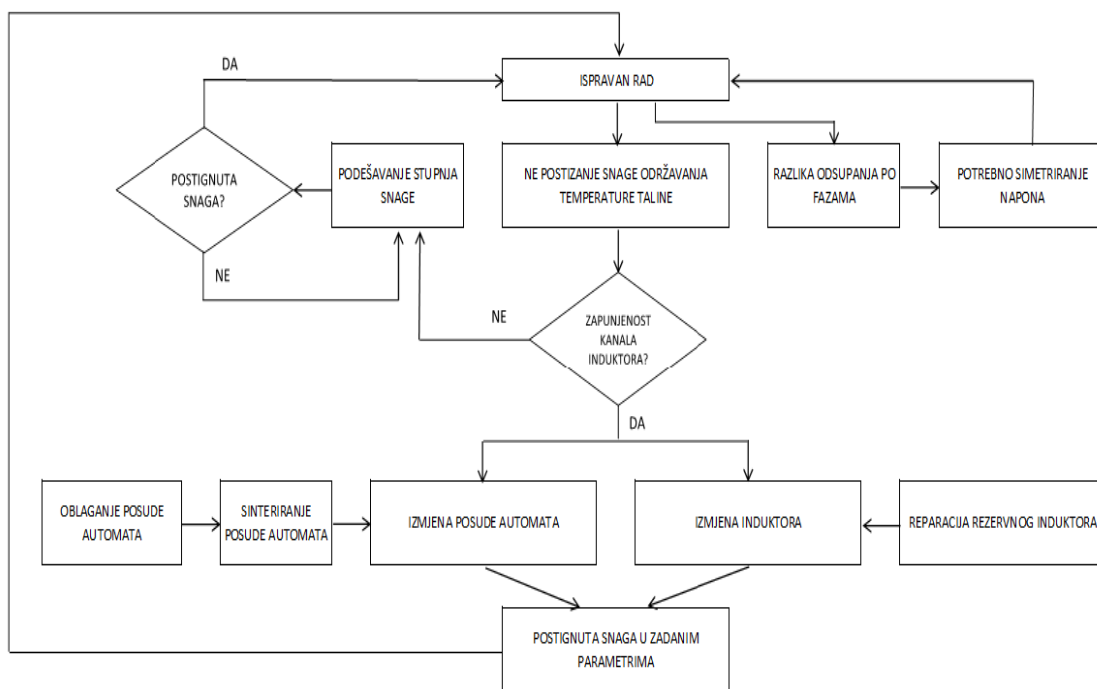 DA
ISPRAVAN RAD
POSTIGNUTA
SNAGA?
PODEŠAVANJE STUPNJA
SNAGE
NE POSTIZANJE SNAGE ODRŽAVANJA
TEMPERATURE TALINE
RAZLIKA ODSUPANJA PO
FAZAMA
POTREBNO SIMETRIRANJE
NAPONA
NE
NE
ZAPUNJENOST
KANALA
INDUKTORA?
DA
OBLAGANJE POSUDE
AUTOMATA
SINTERIRANJE
POSUDE AUTOMATA
IZMJENA POSUDE AUTOMATA
IZMJENA INDUKTORA
REPARACIJA REZERVNOG INDUKTORA
POSTIGNUTA SNAGA U ZADANIM
PARAMETRIMA